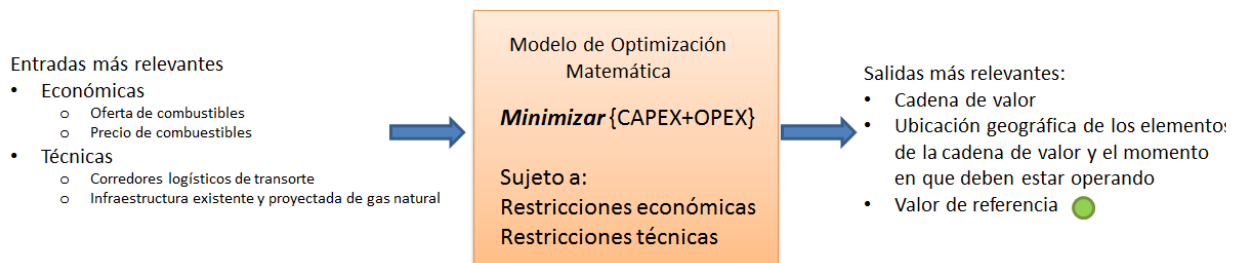 Entradas más relevantes
• Económicas
o Oferta de combustibles
o Precio de combuestibles
• Técnicas
o Corredores logísticos de transorte
o Infraestructura existente y proyectada de gas natural
Modelo de Optimización
Matemática
Minimizar {CAPEX+OPEX}
Sujeto a:
Restricciones económicas
Restricciones técnicas
Salidas más relevantes:
• Cadena de valor
• Ubicación geográfica de los elementos
de la cadena de valor y el momento
en que deben estar operando
• Valor de referencia